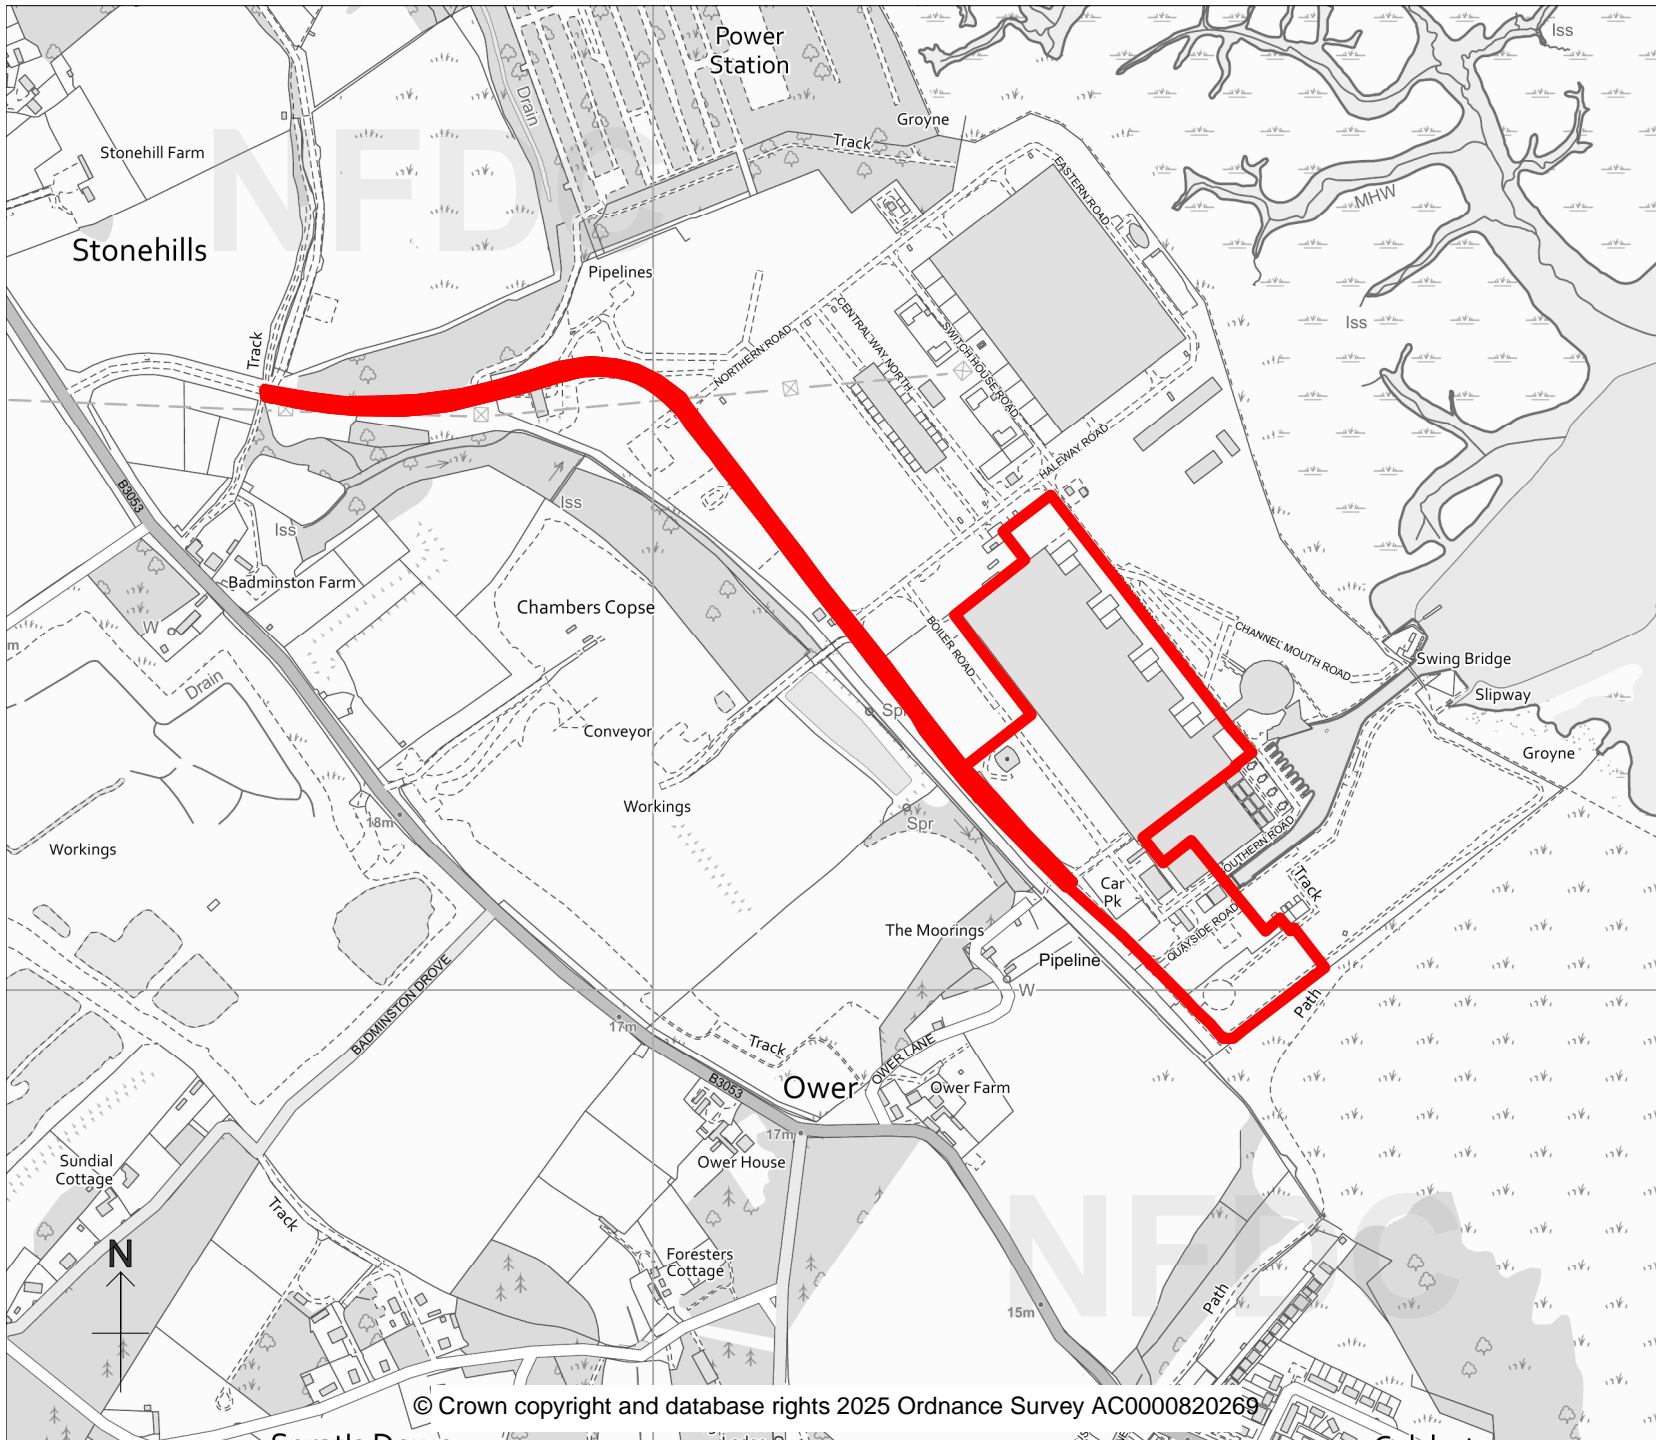 Power
Station
Iss
Groyne
Track
Drain
NFDC
Stonehill Farm
EASTERN ROAD
MHW
Stonehills
Pipelines
Iss
Track
NORTHERN ROAD
CENTRAL WAY NORTH
SWITCH HOUSE ROAD
HALFWAY ROAD
B3053
Iss
Iss
Badminston Farm
Chambers Copse
W
m
BOILER ROAD
CHANNEL MOUTH ROAD
Swing Bridge
Slipway
Drain
Spr
Conveyor
Groyne
Workings
18m
Spr
Workings
SOUTHERN ROAD
Car
Pk
Track
The Moorings
QUAYSIDE ROAD
Pipeline
W
Path
BADMINSTON DROVE
17m
Track
OWER LANE
Ower
Ower Farm
B3053
17m
Ower House
Sundial
Cottage
Track
NFDC
N
Foresters
Cottage
Path
15m
© Crown copyright and database rights 2025 Ordnance Survey AC0000820269